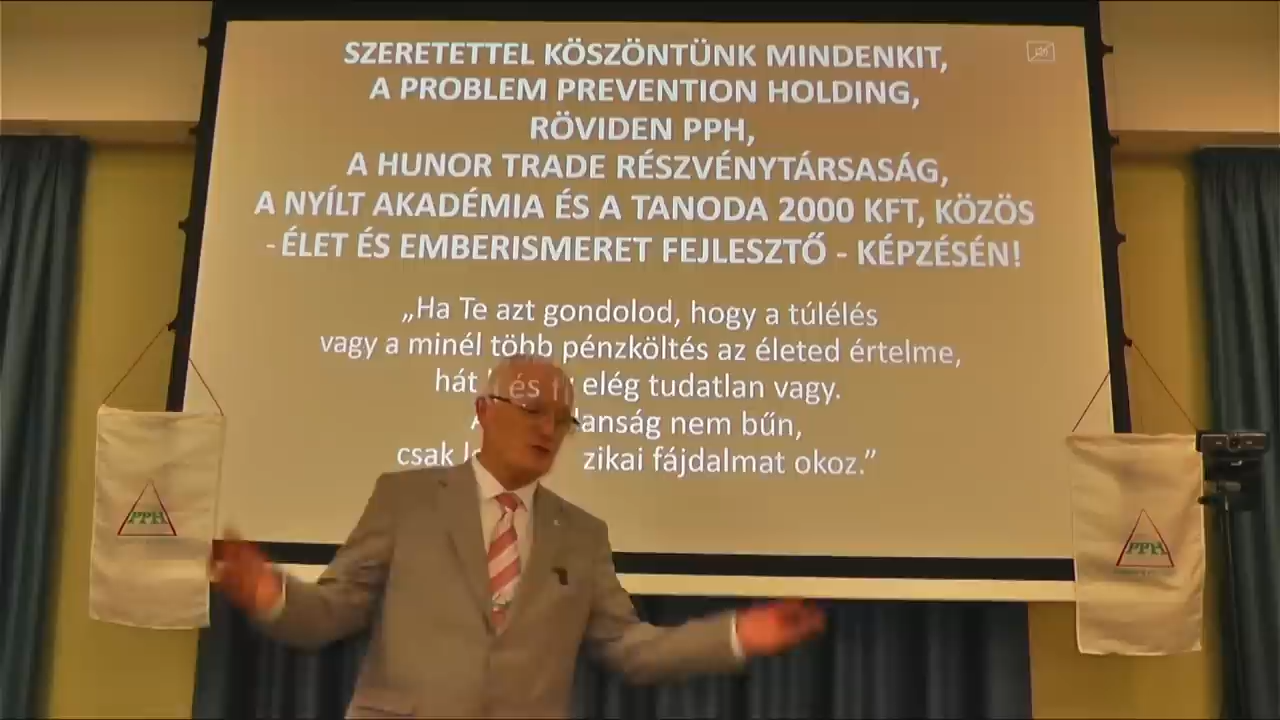 SZERETETTEL KÖSZÖNTÜNK MINDENKIT,
A PROBLEM PREVENTION HOLDING,
RÖVIDEN PPH,
A HUNOR TRADE RÉSZVÉNYTÁRSASÁG,
A NYÍLT AKADÉMIA ÉS A TANODA 2000 KFT, KÖZÖS
- ÉLET ÉS EMBERISMERET FEJLESZTŐ - KÉPZÉSÉN!
„Ha Te azt gondolod, hogy a túlélés
vagy a minél több pénzköltés az életed értelme,
hát és elég tudatlan vagy.
nem bűn,
csak fájdalmat okoz.”
PPH
PPH